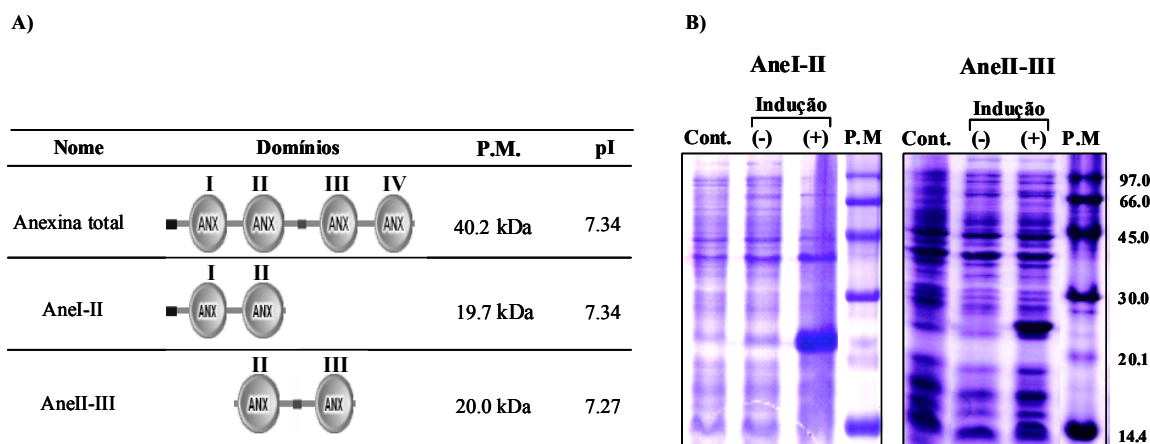 A)
Nome Domínios P.M. pI
I II III IV
Anexina total ANX ANX ANX ANX 40.2 kDa 7.34
I II
AneI-II ANX ANX 19.7 kDa 7.34
II III
AneII-III ANX ANX 20.0 kDa 7.27
B)
AneI-II AneII-III
Indução Indução
Cont. (-) (+) P.M Cont. (-) (+) P.M
97.0
66.0
45.0
30.0
20.1
14.4